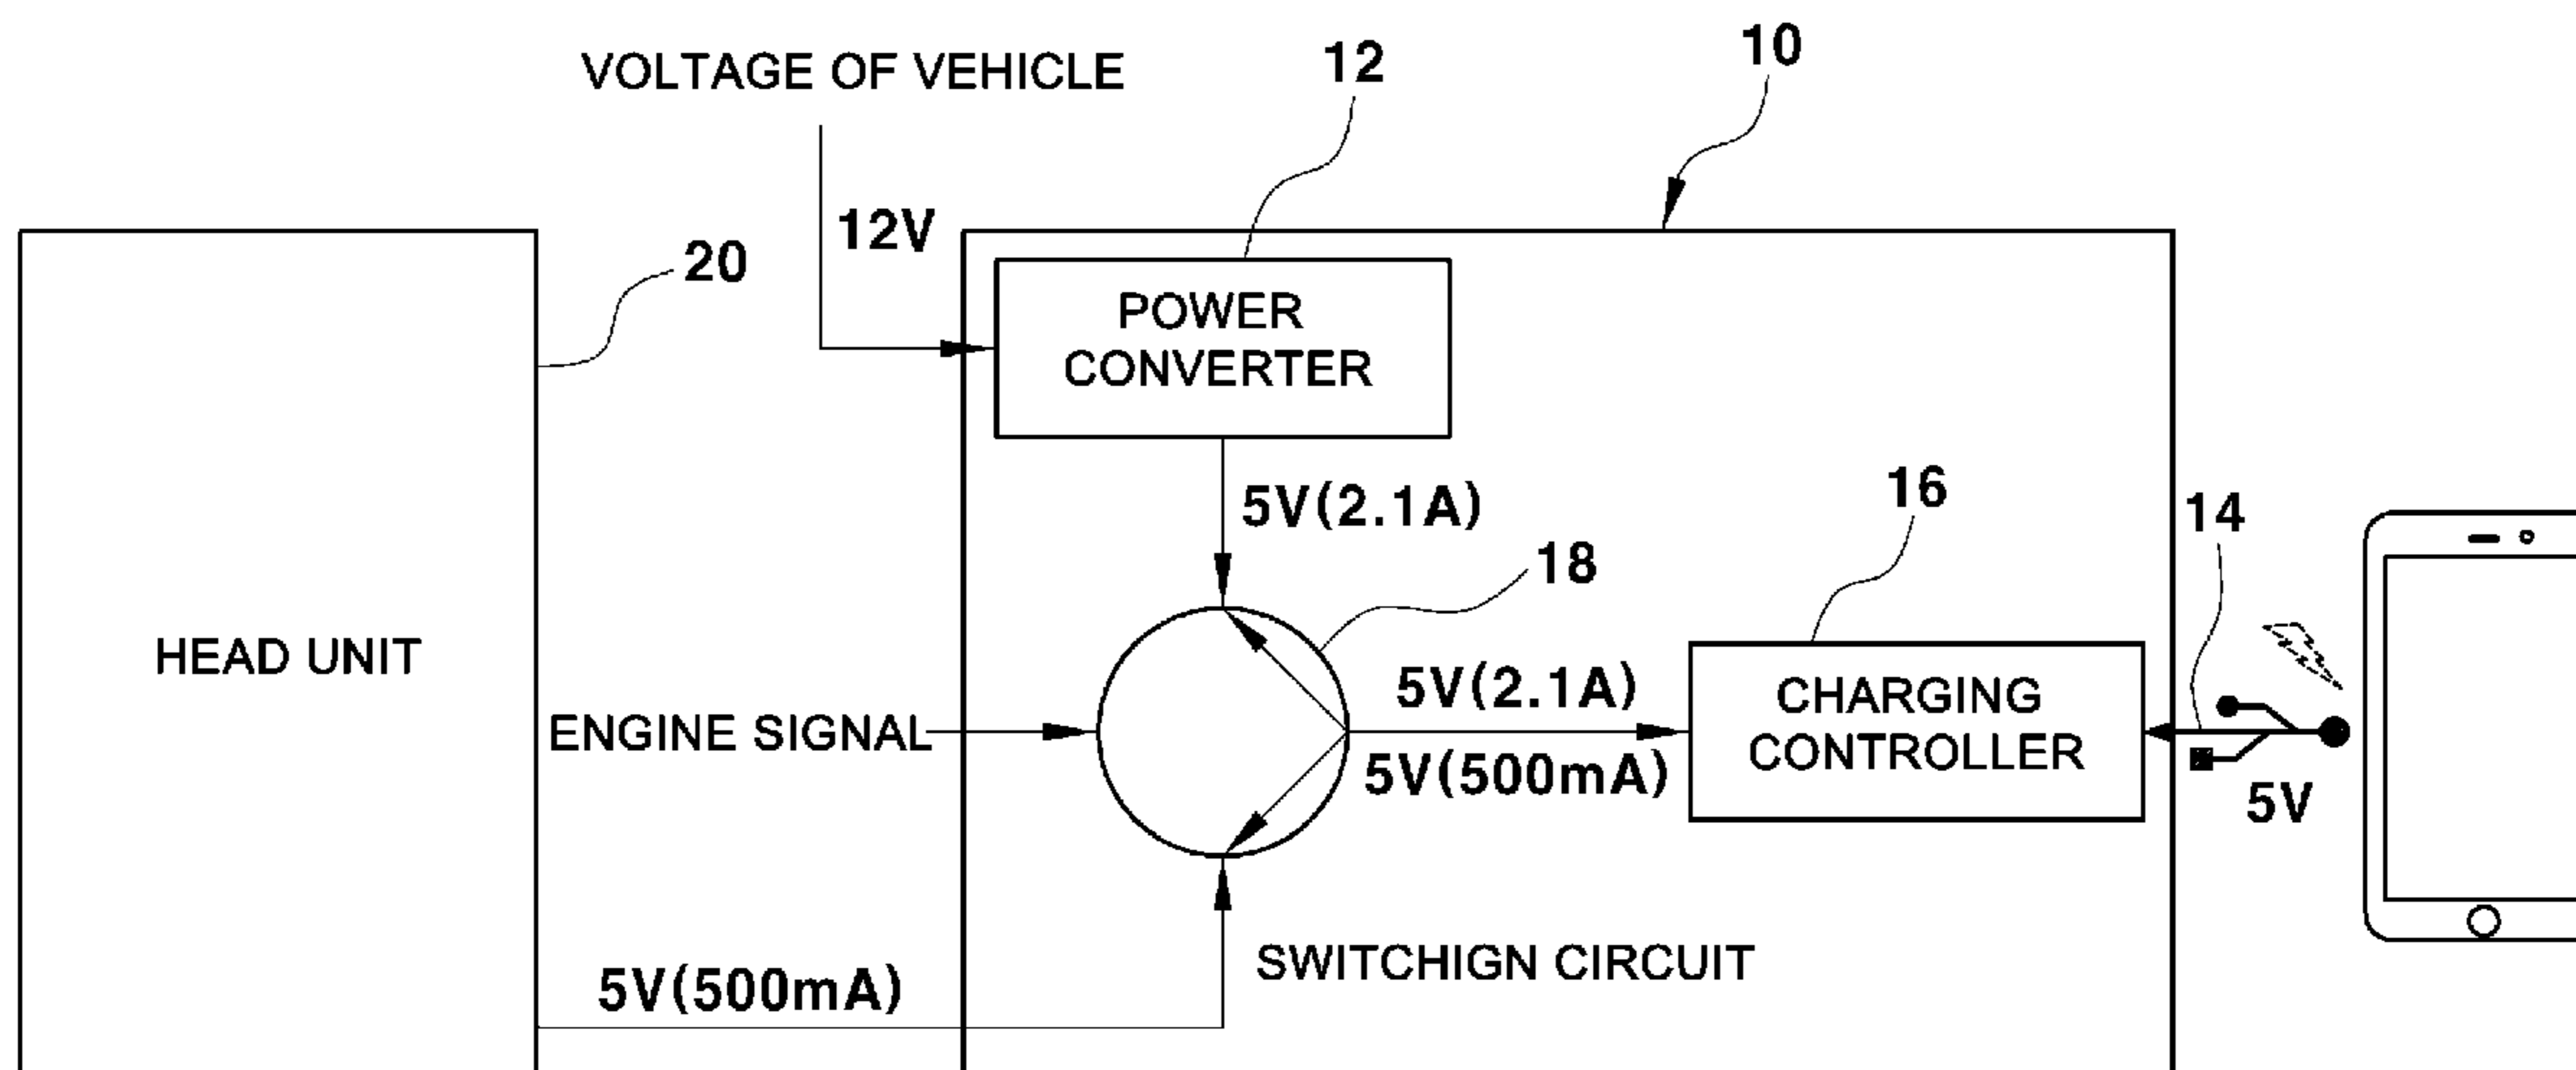 VOLTAGE OF VEHICLE
12
10
12V
20
POWER
CONVERTER
5V(2.1A)
16
14
18
HEAD UNIT
ENGINE SIGNAL
5V(2.1A)
5V(500mA)
CHARGING
CONTROLLER
5V
SWITCHIGN CIRCUIT
5V(500mA)